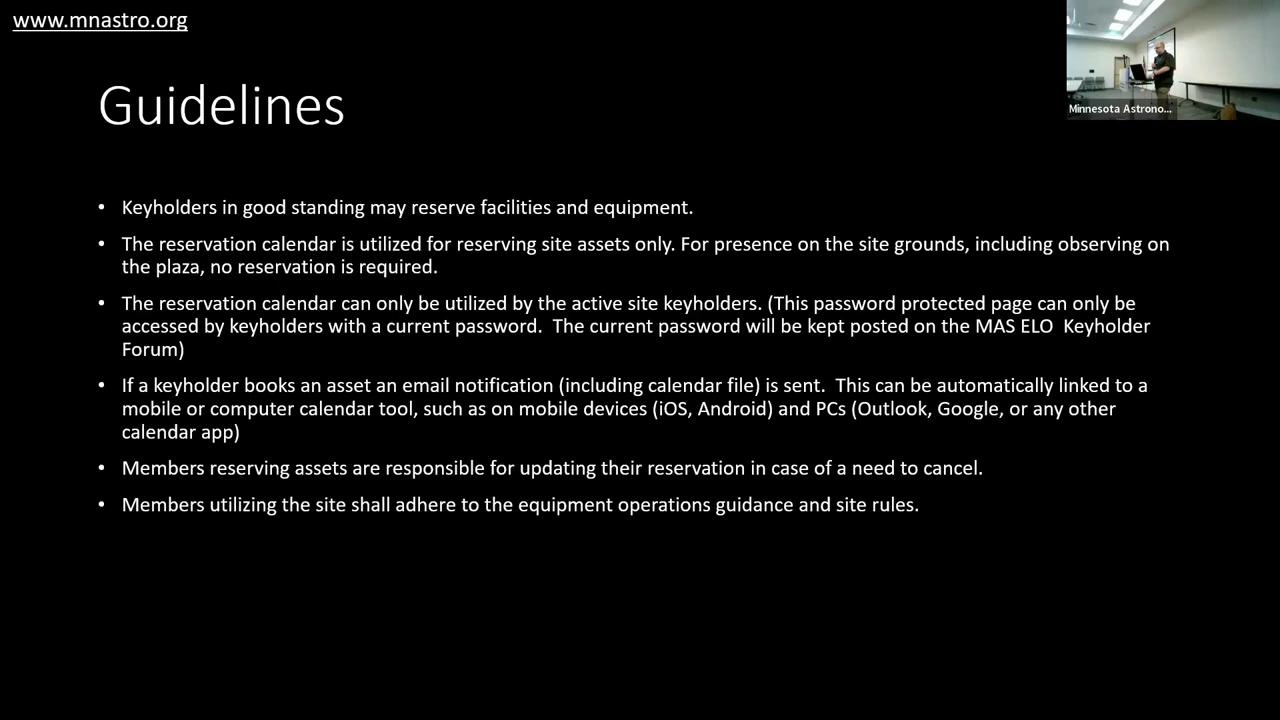 www.mnastro.org
Minnesota Astrono...
Guidelines
• Keyholders in good standing may reserve facilities and equipment.
• The reservation calendar is utilized for reserving site assets only. For presence on the site grounds, including observing on
the plaza, no reservation is required.
• The reservation calendar can only be utilized by the active site keyholders. (This password protected page can only be
accessed by keyholders with a current password.  The current password will be kept posted on the MAS ELO  Keyholder
Forum)
• If a keyholder books an asset an email notification (including calendar file) is sent.  This can be automatically linked to a
mobile or computer calendar tool, such as on mobile devices (iOS, Android) and PCs (Outlook, Google, or any other
calendar app)
• Members reserving assets are responsible for updating their reservation in case of a need to cancel.
• Members utilizing the site shall adhere to the equipment operations guidance and site rules.